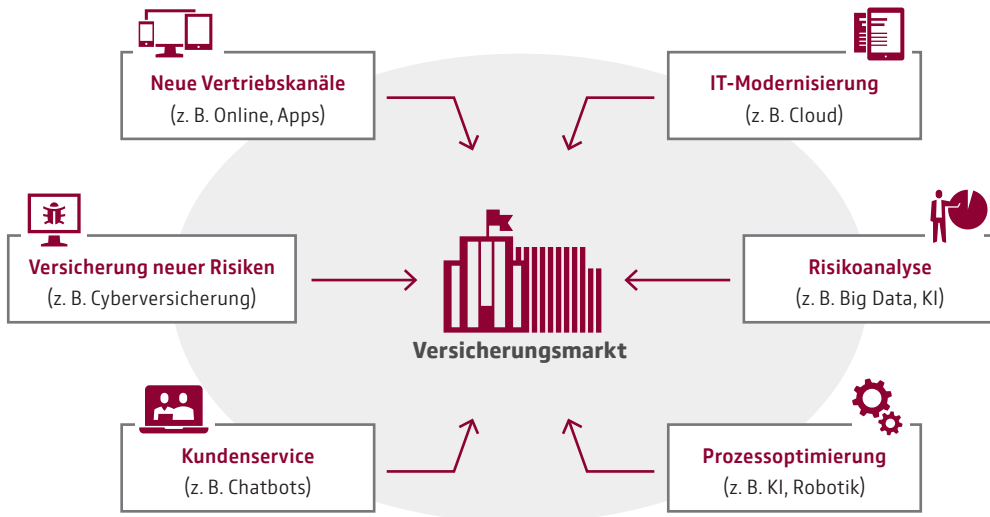 Neue Vertriebskanäle
(z. B. Online, Apps)
IT-Modernisierung
(z. B. Cloud)
Versicherung neuer Risiken
(z. B. Cyberversicherung)
Risikoanalyse
(z. B. Big Data, KI)
Versicherungsmarkt
Kundenservice
(z. B. Chatbots)
Prozessoptimierung
(z. B. KI, Robotik)